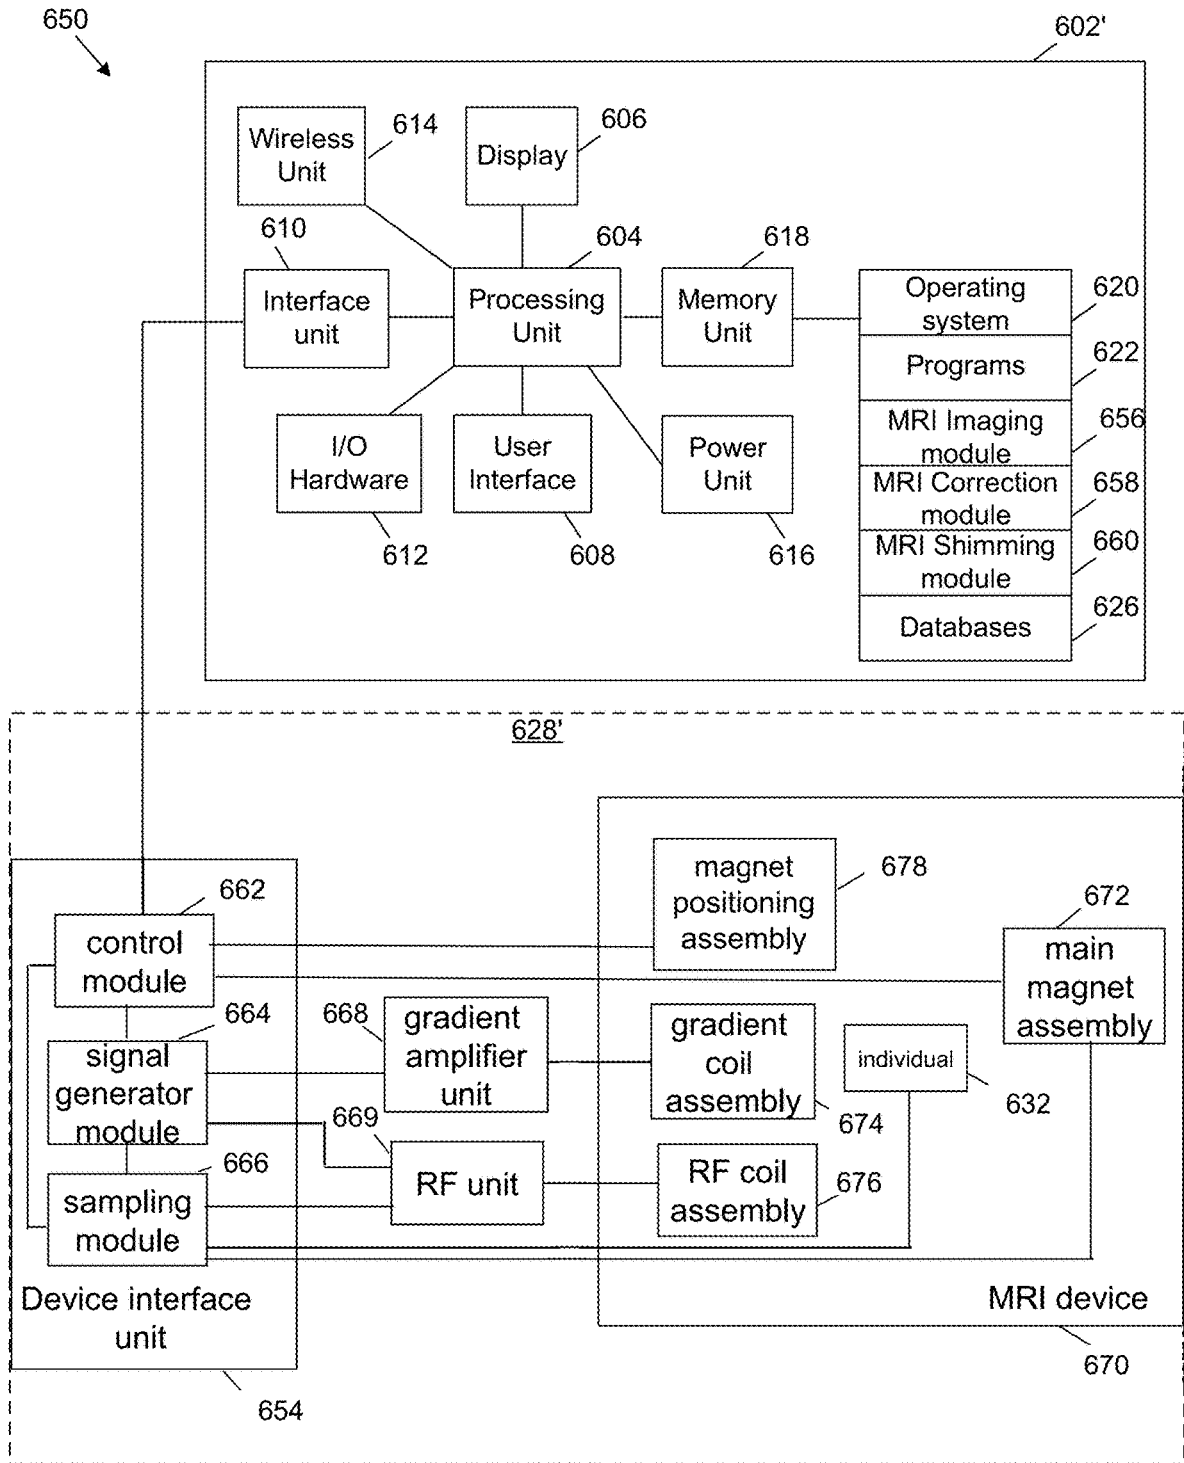 650
602'
Wireless
Unit
614
Display
606
610
Interface
unit
604
Processing
Unit
618
Memory
Unit
Operating
system
620
Programs
622
MRI Imaging
module
656
MRI Correction
module
658
MRI Shimming
module
660
Databases
626
I/O
Hardware
612
User
Interface
608
Power
Unit
616
628'
662
control
module
664
signal
generator
module
666
sampling
module
Device interface
unit
654
668
gradient
amplifier
unit
669
RF unit
magnet
positioning
assembly
678
672
main
magnet
assembly
gradient
coil
assembly
674
individual
632
RF coil
assembly
676
MRI device
670